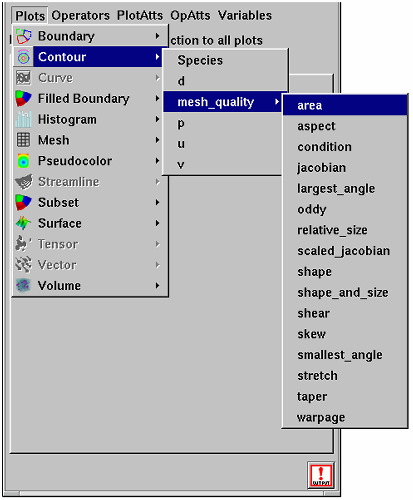 Plots Operators PlotAtts OpAtts Variables
ction to all plots
Boundary
Contour
Curve
Filled Boundary
Histogram
Mesh
Pseudocolor
Streamline
Subset
Surface
Tensor
Vector
Volume
Species
d
mesh_quality
p
u
v
area
aspect
condition
jacobian
largest_angle
oddy
relative_size
scaled_jacobian
shape
shape_and_size
shear
skew
smallest_angle
stretch
taper
warpage
!
OUTPUT